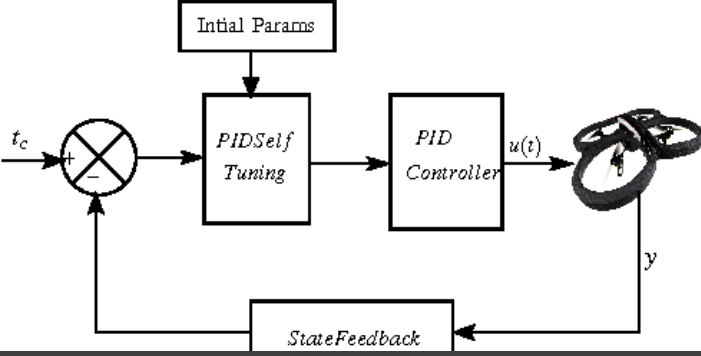 Intial Params
t_c
+
−
PIDSelf
Tuning
PID
Controller
u(t)
y
StateFeedback